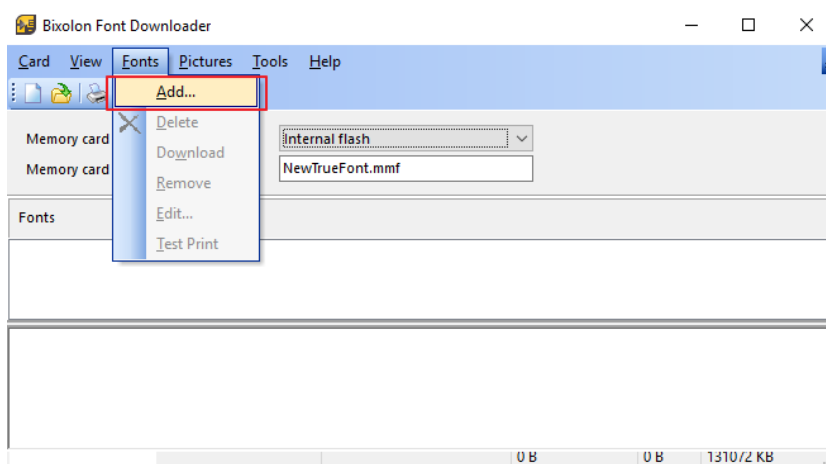 Bixolon Font Downloader
Card View Fonts Pictures Tools Help
Add...
Delete
Memory card
Internal flash
Download
Memory card
NewTrueFont.mmf
Remove
Fonts
Edit...
Test Print
0 B 0 B 131072 KB